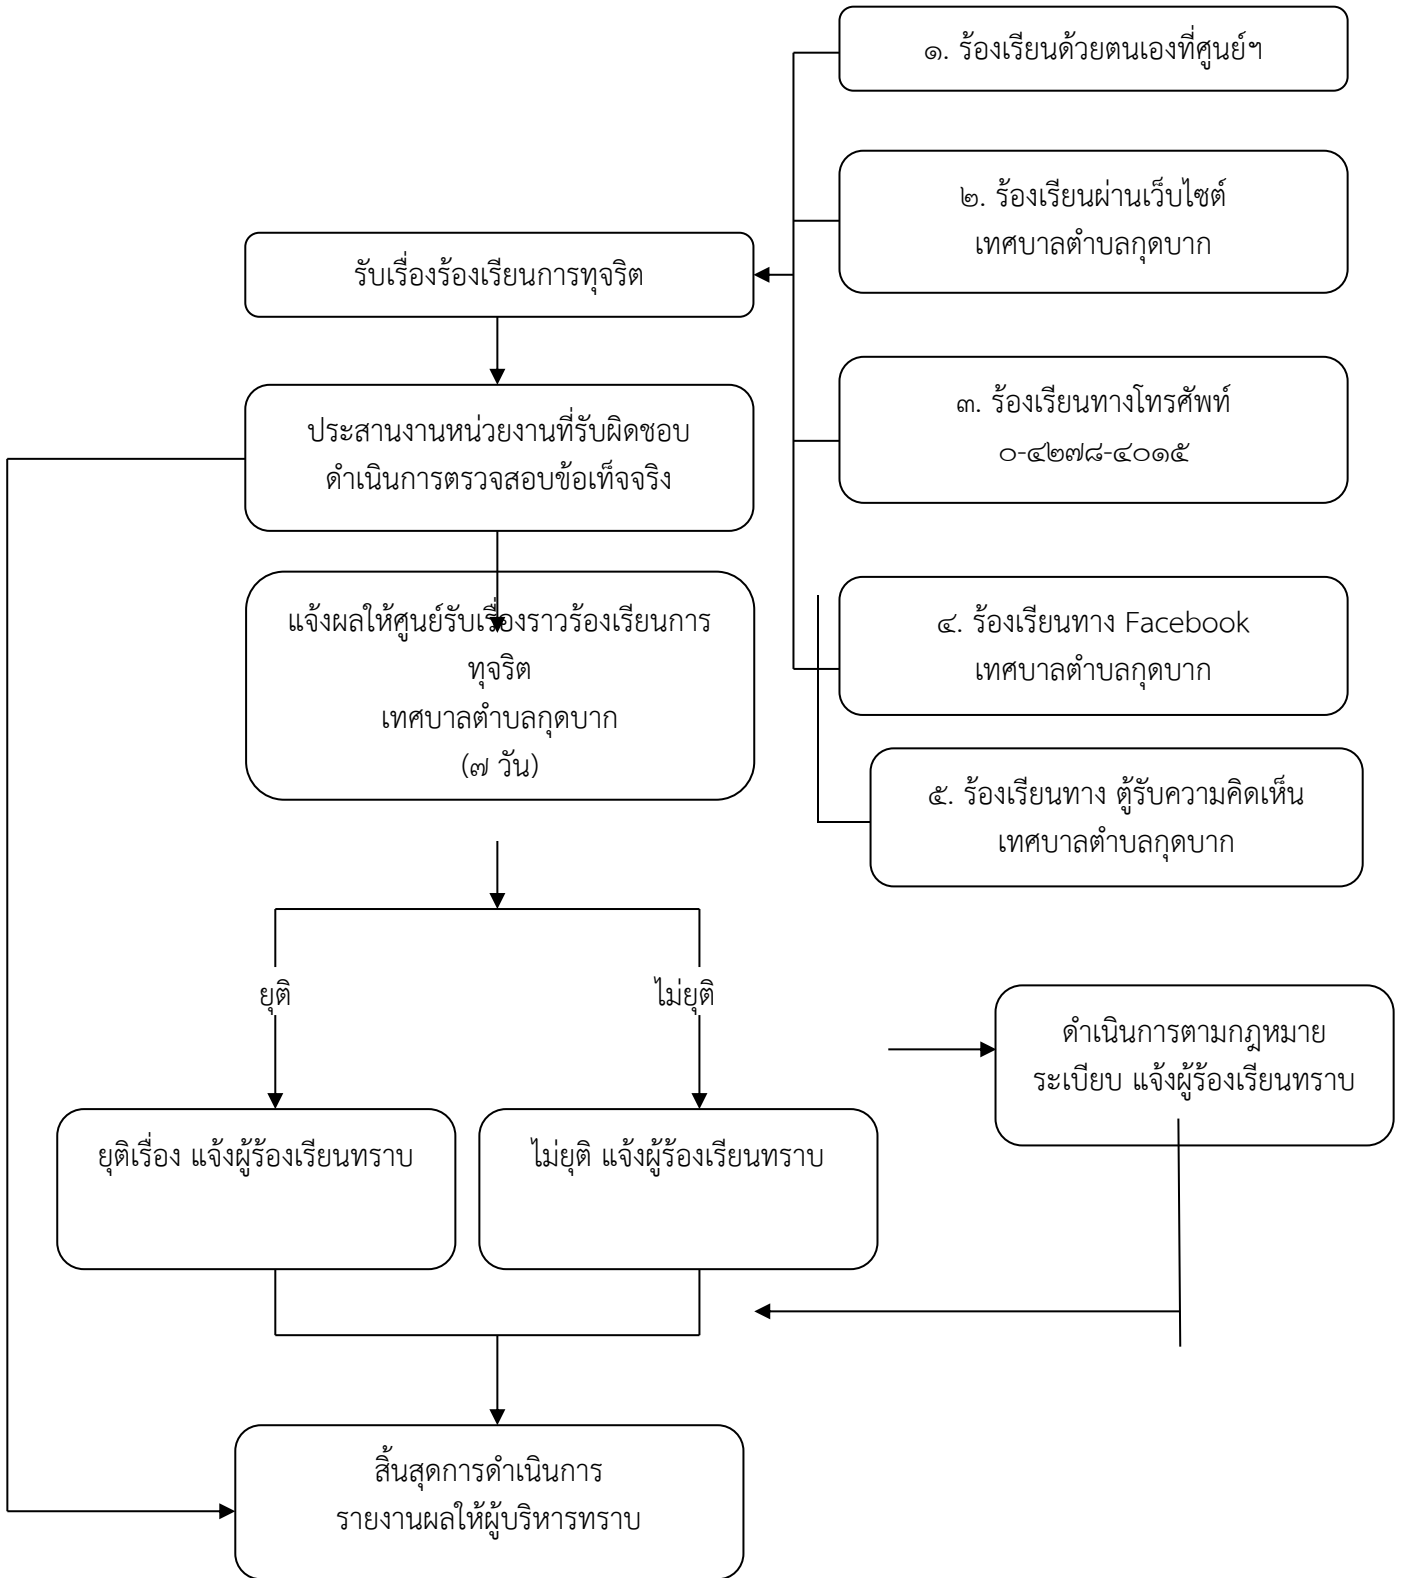 ๑. ร้องเรียนด้วยตนเองที่ศูนย์ฯ
๒. ร้องเรียนผ่านเว็บไซต์
เทศบาลตำบลกุดบาก
รับเรื่องร้องเรียนการทุจริต
๓. ร้องเรียนทางโทรศัพท์
๐-๔๒๗๘-๔๐๑๕
ประสานงานหน่วยงานที่รับผิดชอบ
ดำเนินการตรวจสอบข้อเท็จจริง
๔. ร้องเรียนทาง Facebook
เทศบาลตำบลกุดบาก
แจ้งผลให้ศูนย์รับเรื่องราวร้องเรียนการ
ทุจริต
เทศบาลตำบลกุดบาก
(๗ วัน)
๕. ร้องเรียนทาง ตู้รับความคิดเห็น
เทศบาลตำบลกุดบาก
ยุติ
ไม่ยุติ
ดำเนินการตามกฎหมาย
ระเบียบ แจ้งผู้ร้องเรียนทราบ
ยุติเรื่อง แจ้งผู้ร้องเรียนทราบ
ไม่ยุติ แจ้งผู้ร้องเรียนทราบ
สิ้นสุดการดำเนินการ
รายงานผลให้ผู้บริหารทราบ